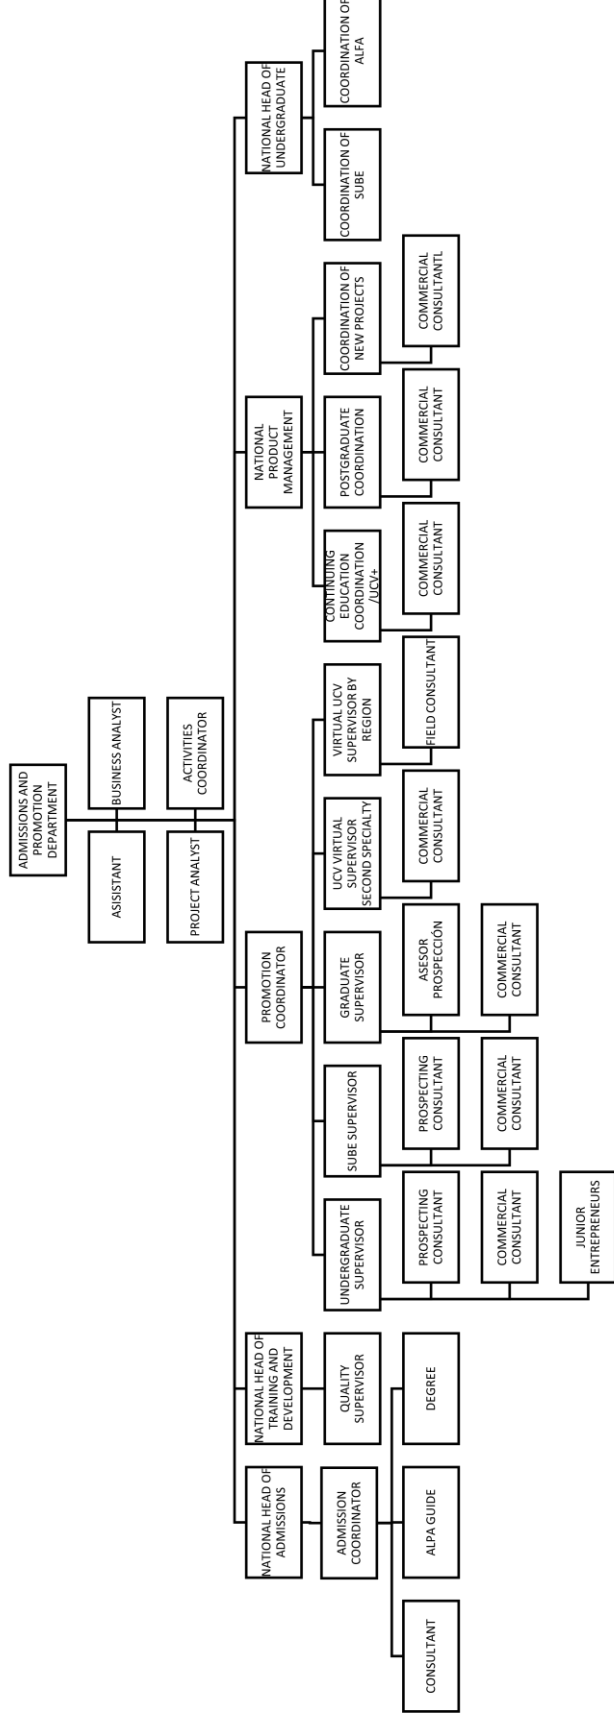 ADMISSIONS AND
PROMOTION
DEPARTMENT
ASISISTANT
BUSINESS ANALYST
PROJECT ANALYST
ACTIVITIES
COORDINATOR
NATIONAL HEAD OF
ADMISSIONS
NATIONAL HEAD OF
TRAINING AND
DEVELOPMENT
PROMOTION
COORDINATOR
NATIONAL
PRODUCT
MANAGEMENT
NATIONAL HEAD OF
UNDERGRADUATE
ADMISSION
COORDINATOR
QUALITY
SUPERVISOR
UNDERGRADUATE
SUPERVISOR
SUBE SUPERVISOR
GRADUATE
SUPERVISOR
UCV VIRTUAL
SUPERVISOR
SECOND SPECIALTY
VIRTUAL UCV
SUPERVISOR BY
REGION
CONTINUING
EDUCATION
COORDINATION
/UCV+
POSTGRADUATE
COORDINATION
COORDINATION OF
NEW PROJECTS
COORDINATION OF
SUBE
COORDINATION OF
ALFA
CONSULTANT
ALPA GUIDE
DEGREE
PROSPECTING
CONSULTANT
PROSPECTING
CONSULTANT
ASESOR
PROSPECCIÓN
COMMERCIAL
CONSULTANT
FIELD CONSULTANT
COMMERCIAL
CONSULTANT
COMMERCIAL
CONSULTANT
COMMERCIAL
CONSULTANTL
COMMERCIAL
CONSULTANT
COMMERCIAL
CONSULTANT
COMMERCIAL
CONSULTANT
JUNIOR
ENTREPRENEURS